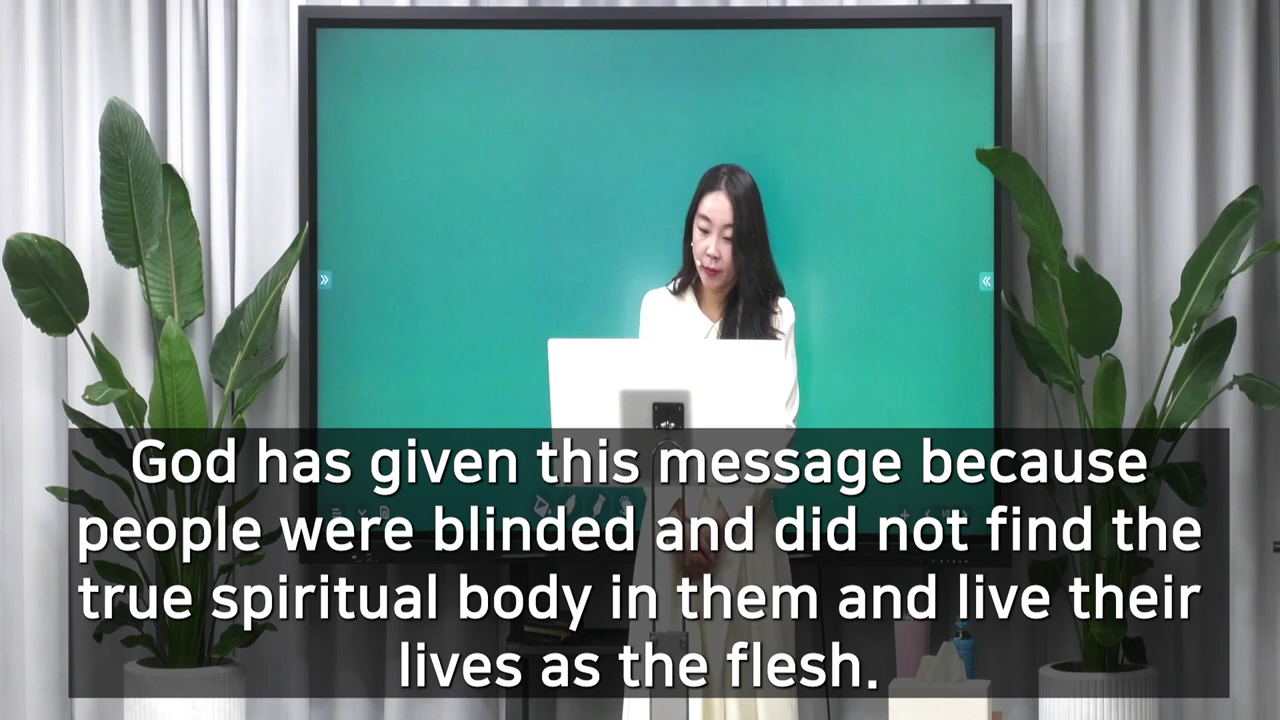 God has given this message because
people were blinded and did not find the
true spiritual body in them and live their
lives as the flesh.